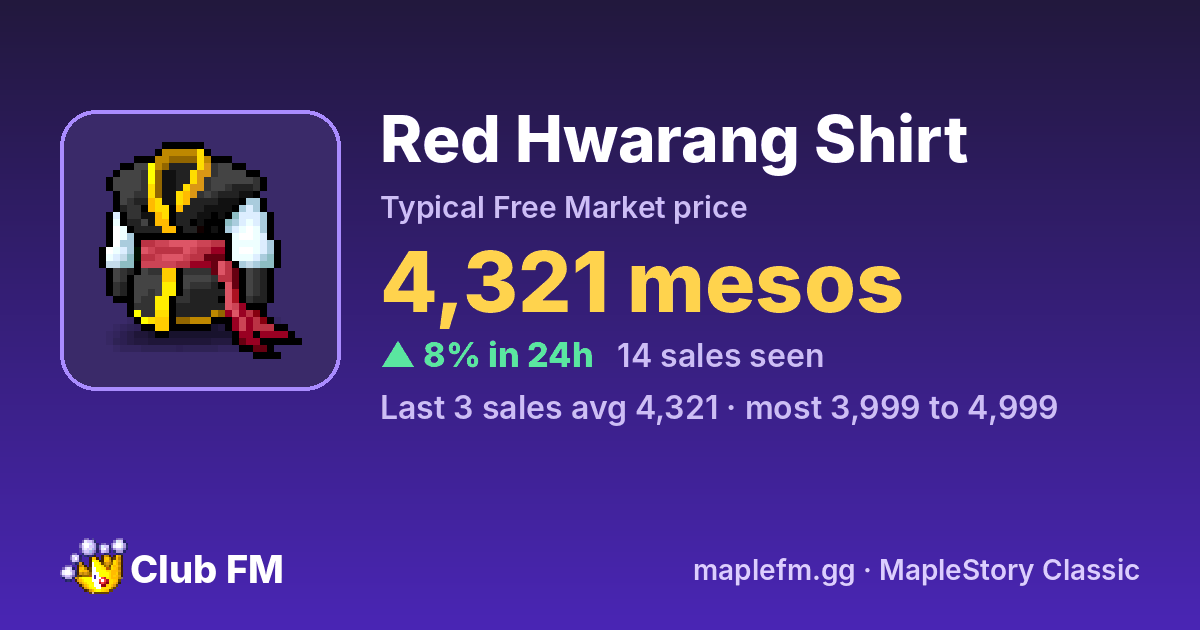 Red Hwarang Shirt
Typical Free Market price
4,321 mesos
▲ 8% in 24h 14 sales seen
Last 3 sales avg 4,321 · most 3,999 to 4,999
Club FM
maplefm.gg · MapleStory Classic